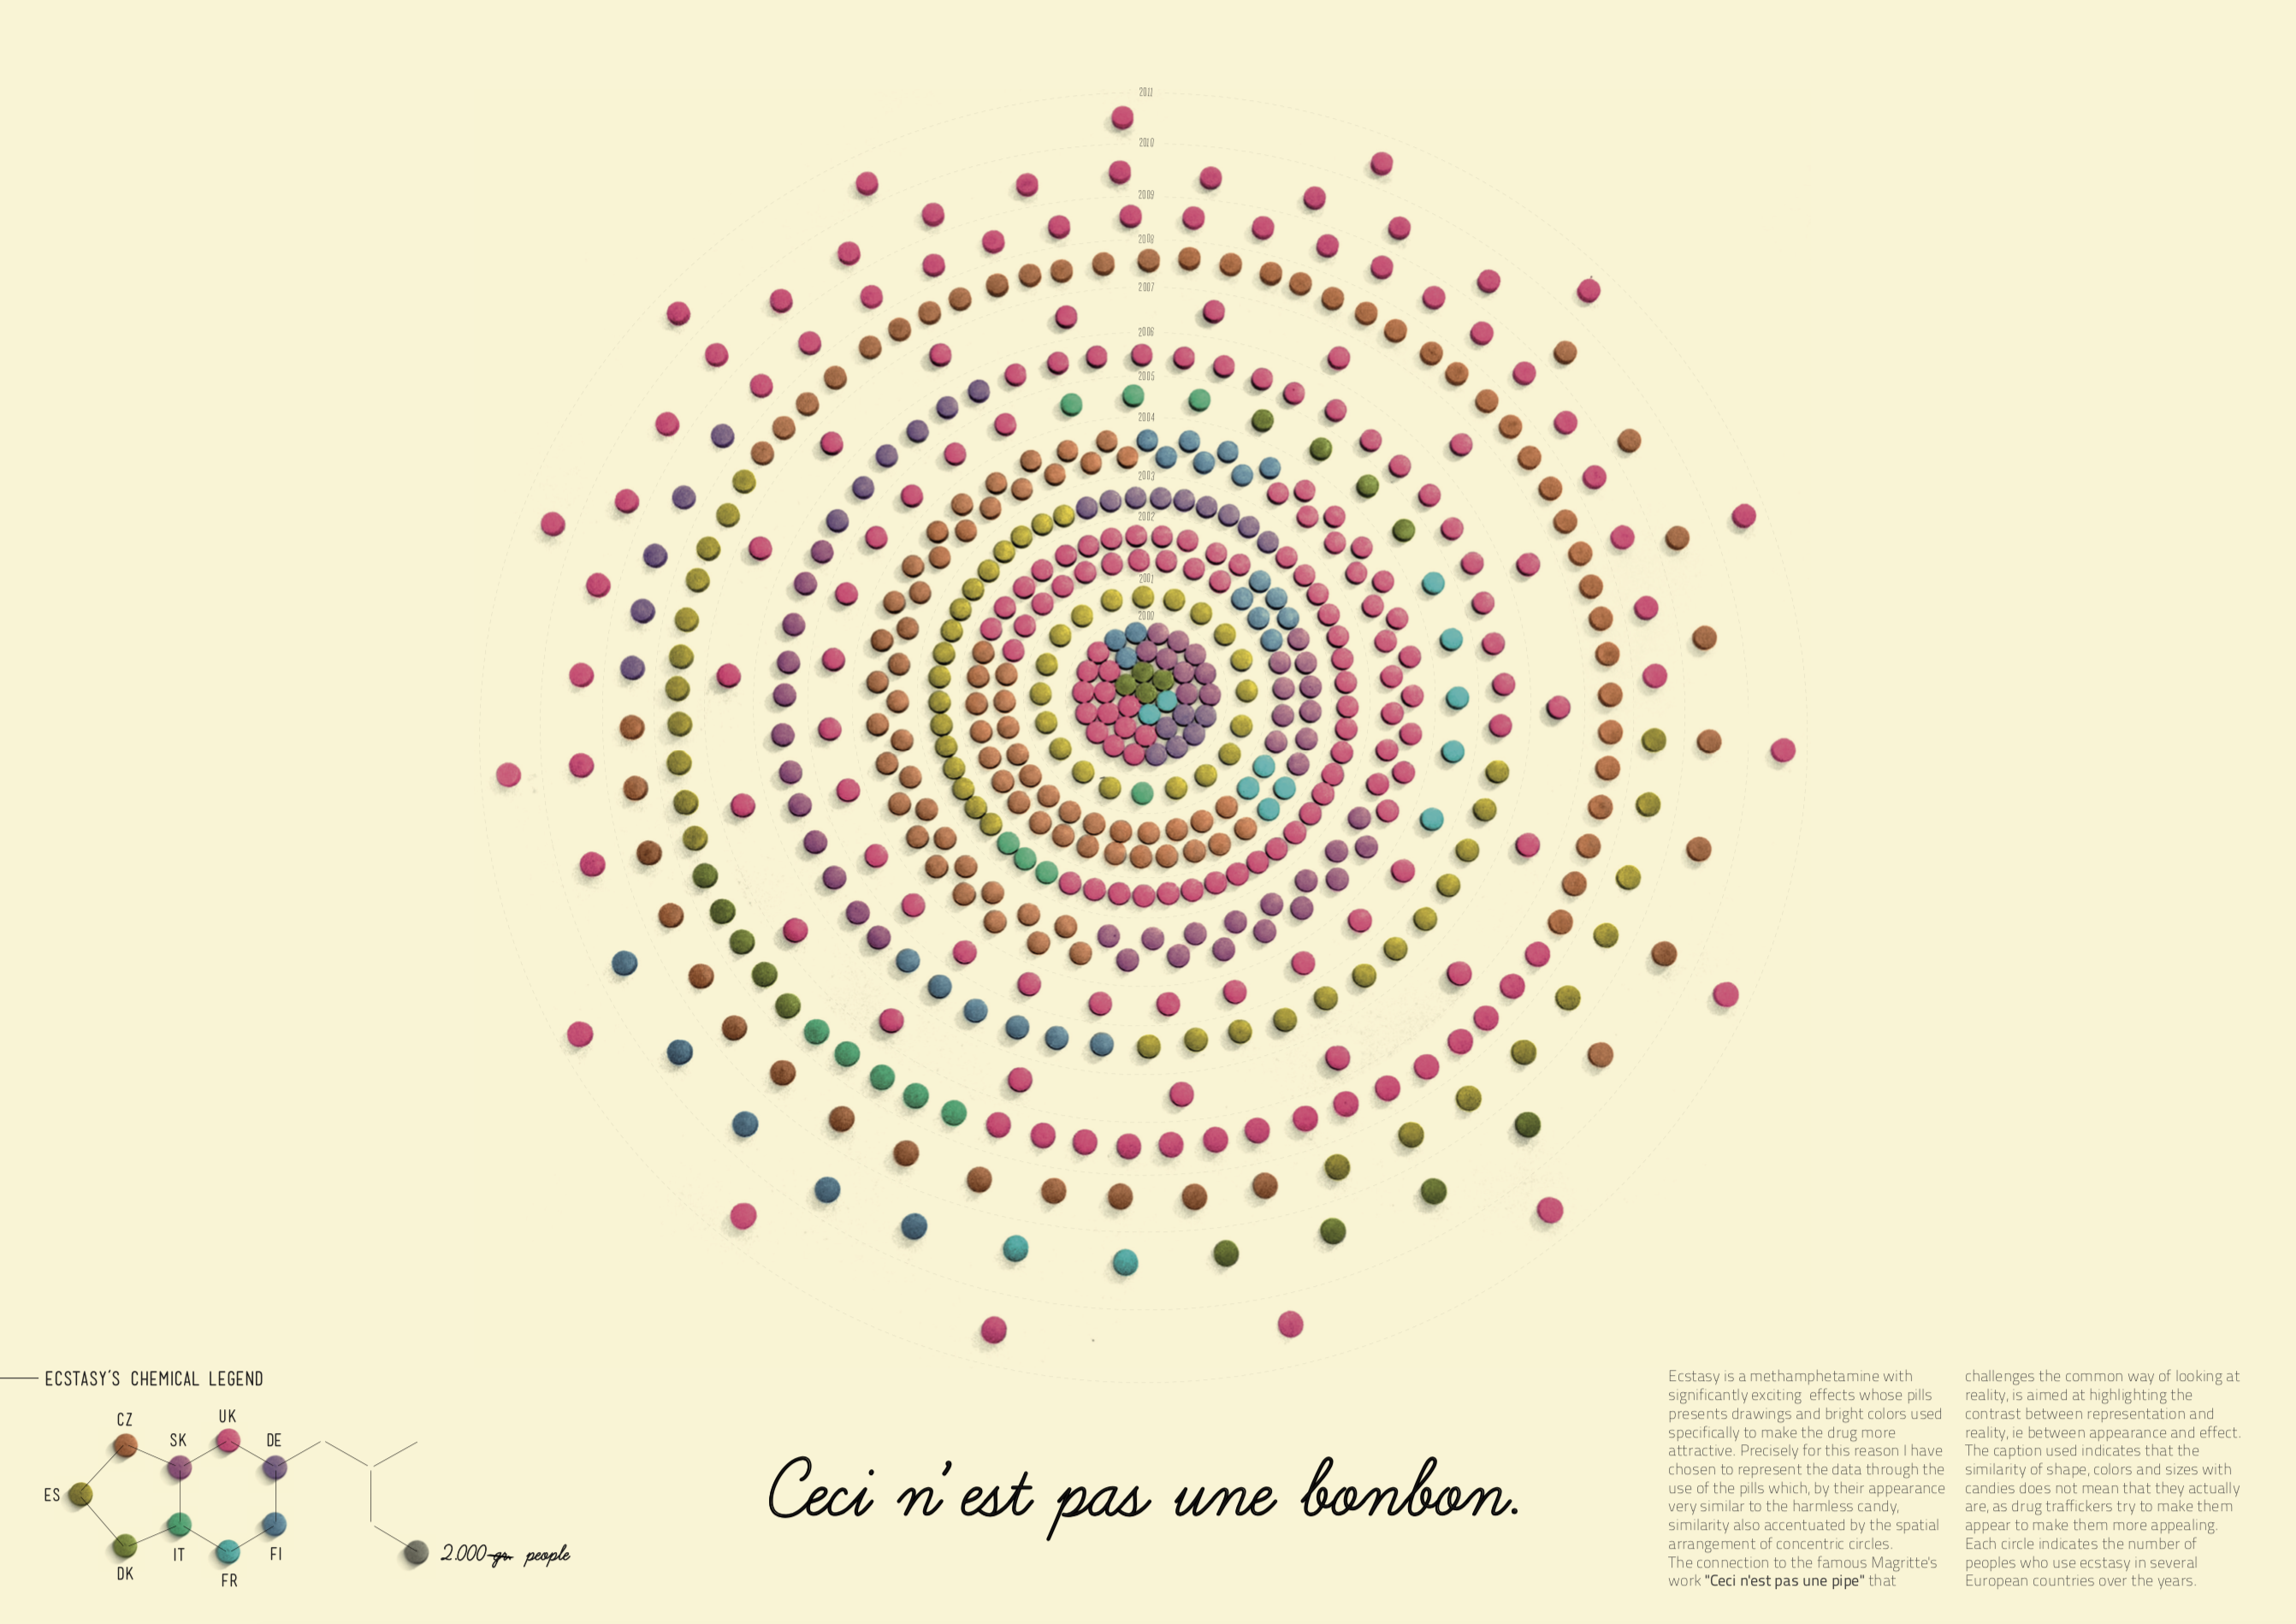 2011
2010
2009
2008
2007
2006
2005
2004
2003
2002
2001
2000
ECSTASY'S CHEMICAL LEGEND
CZ
UK
SK
DE
ES
IT
FI
DK
FR
2.000 gr. people
Ceci n'est pas une bonbon.
Ecstasy is a methamphetamine with
significantly exciting effects whose pills
presents drawings and bright colors used
specifically to make the drug more
attractive. Precisely for this reason I have
chosen to represent the data through the
use of the pills which, by their appearance
very similar to the harmless candy,
similarity also accentuated by the spatial
arrangement of concentric circles.
The connection to the famous Magritte's
work "Ceci n'est pas une pipe" that
challenges the common way of looking at
reality, is aimed at highlighting the
contrast between representation and
reality, ie between appearance and effect.
The caption used indicates that the
similarity of shape, colors and sizes with
candies does not mean that they actually
are, as drug traffickers try to make them
appear to make them more appealing.
Each circle indicates the number of
peoples who use ecstasy in several
European countries over the years.